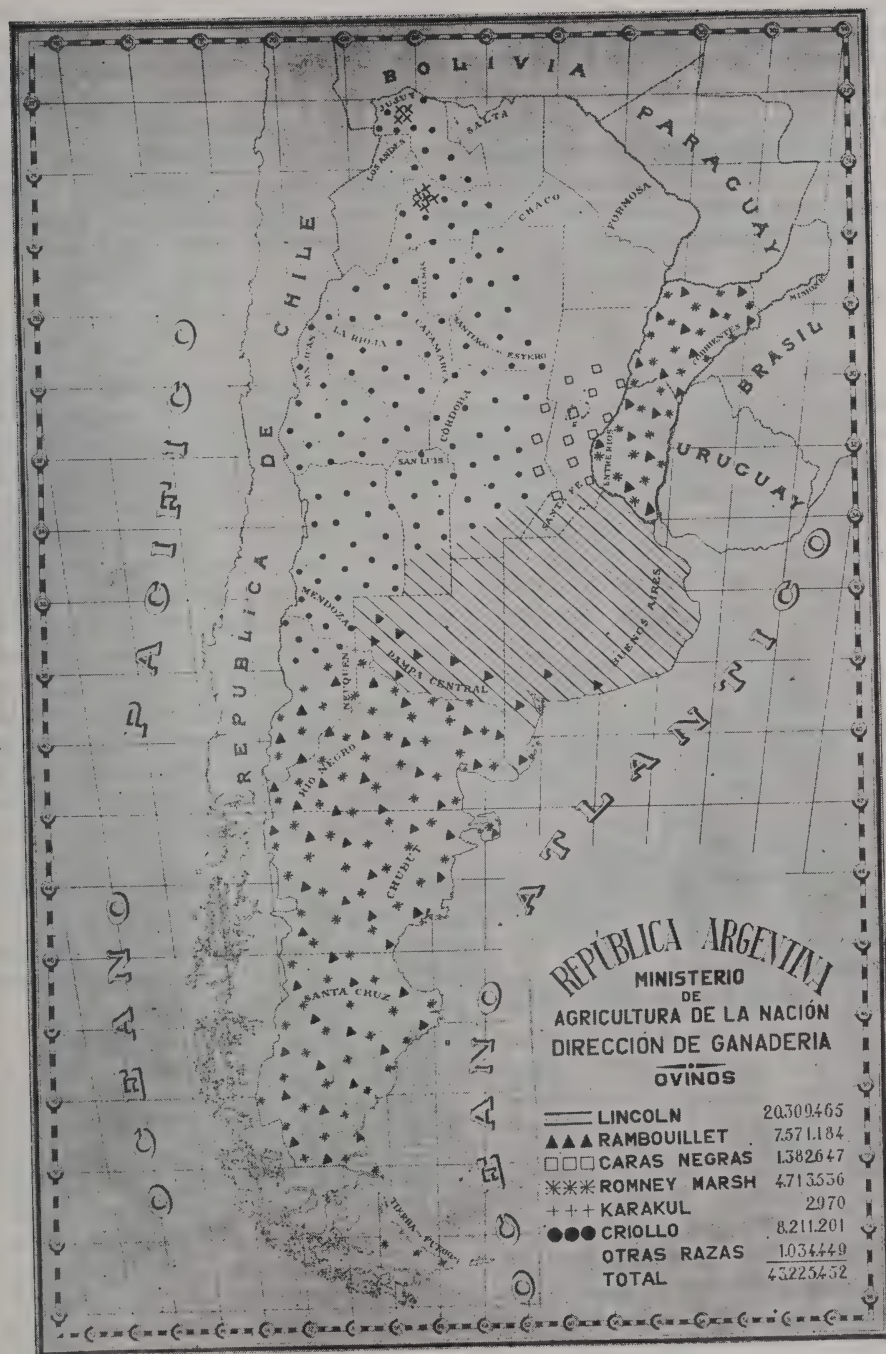 BOLIVIA
JUJUY
SALTA
LOS ANDES
PARAGUAY
FORMOSA
CHACO
REPUBLICA DE CHILE
MISIONES
CORRIENTES
BRASIL
LA RIOJA
CATAMARCA
SANTIAGO DEL ESTERO
SAN JUAN
CÓRDOBA
SAN LUIS
ENTRE RIOS
URUGUAY
SANTA FE
MENDOZA
BUENOS AIRES
PAMPA CENTRAL
NEUQUEN
RIO NEGRO
CHUBUT
SANTA CRUZ
TIERRA DEL FUEGO
OCEANO PACIFICO
OCEANO ATLANTICO
REPÚBLICA ARGENTINA
MINISTERIO
DE
AGRICULTURA DE LA NACIÓN
DIRECCIÓN DE GANADERIA
OVINOS
LINCOLN 20.309.465
RAMBOUILLET 7.571.184
CARAS NEGRAS 1.382.647
ROMNEY MARSH 4.713.536
KARAKUL 2.970
CRIOLLO 8.211.201
OTRAS RAZAS 1.034.449
TOTAL 43.225.452